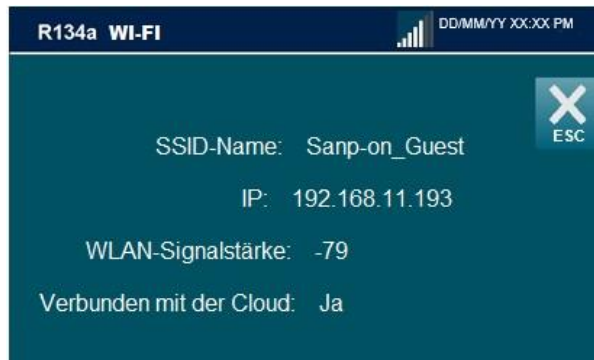 R134a WI-FI
DD/MM/YY XX:XX PM
ESC
SSID-Name: Sanp-on_Guest
IP: 192.168.11.193
WLAN-Signalstärke: -79
Verbunden mit der Cloud: Ja